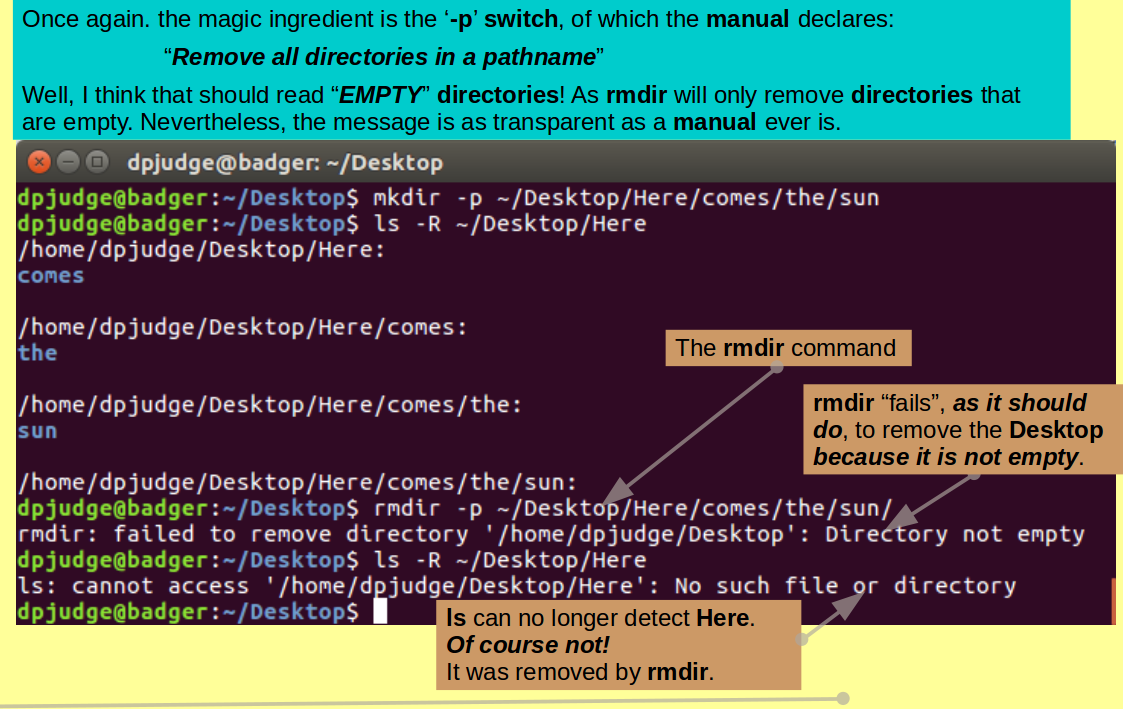 Once again. the magic ingredient is the ‘-p’ switch, of which the manual declares:
“Remove all directories in a pathname”
Well, I think that should read “EMPTY” directories! As rmdir will only remove directories that
are empty. Nevertheless, the message is as transparent as a manual ever is.
dpjudge@badger: ~/Desktop
dpjudge@badger:~/Desktop$ mkdir -p ~/Desktop/Here/comes/the/sun
dpjudge@badger:~/Desktop$ ls -R ~/Desktop/Here
/home/dpjudge/Desktop/Here:
comes
/home/dpjudge/Desktop/Here/comes:
the
The rmdir command
/home/dpjudge/Desktop/Here/comes/the:
sun
rmdir “fails”, as it should
do, to remove the Desktop
because it is not empty.
/home/dpjudge/Desktop/Here/comes/the/sun:
dpjudge@badger:~/Desktop$ rmdir -p ~/Desktop/Here/comes/the/sun/
rmdir: failed to remove directory '/home/dpjudge/Desktop': Directory not empty
dpjudge@badger:~/Desktop$ ls -R ~/Desktop/Here
ls: cannot access '/home/dpjudge/Desktop/Here': No such file or directory
dpjudge@badger:~/Desktop$
ls can no longer detect Here.
Of course not!
It was removed by rmdir.